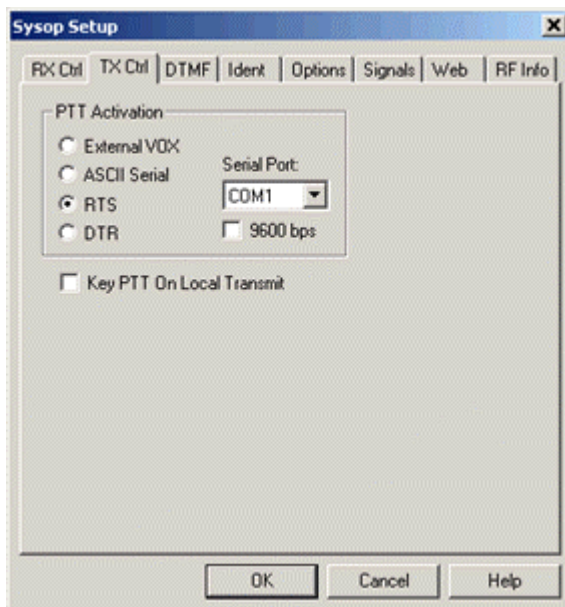 Sysop Setup
RX Ctrl TX Ctrl DTMF Ident Options Signals Web RF Info
PTT Activation
External VOX
ASCII Serial
RTS
DTR
Serial Port:
COM1
9600 bps
Key PTT On Local Transmit
OK Cancel Help